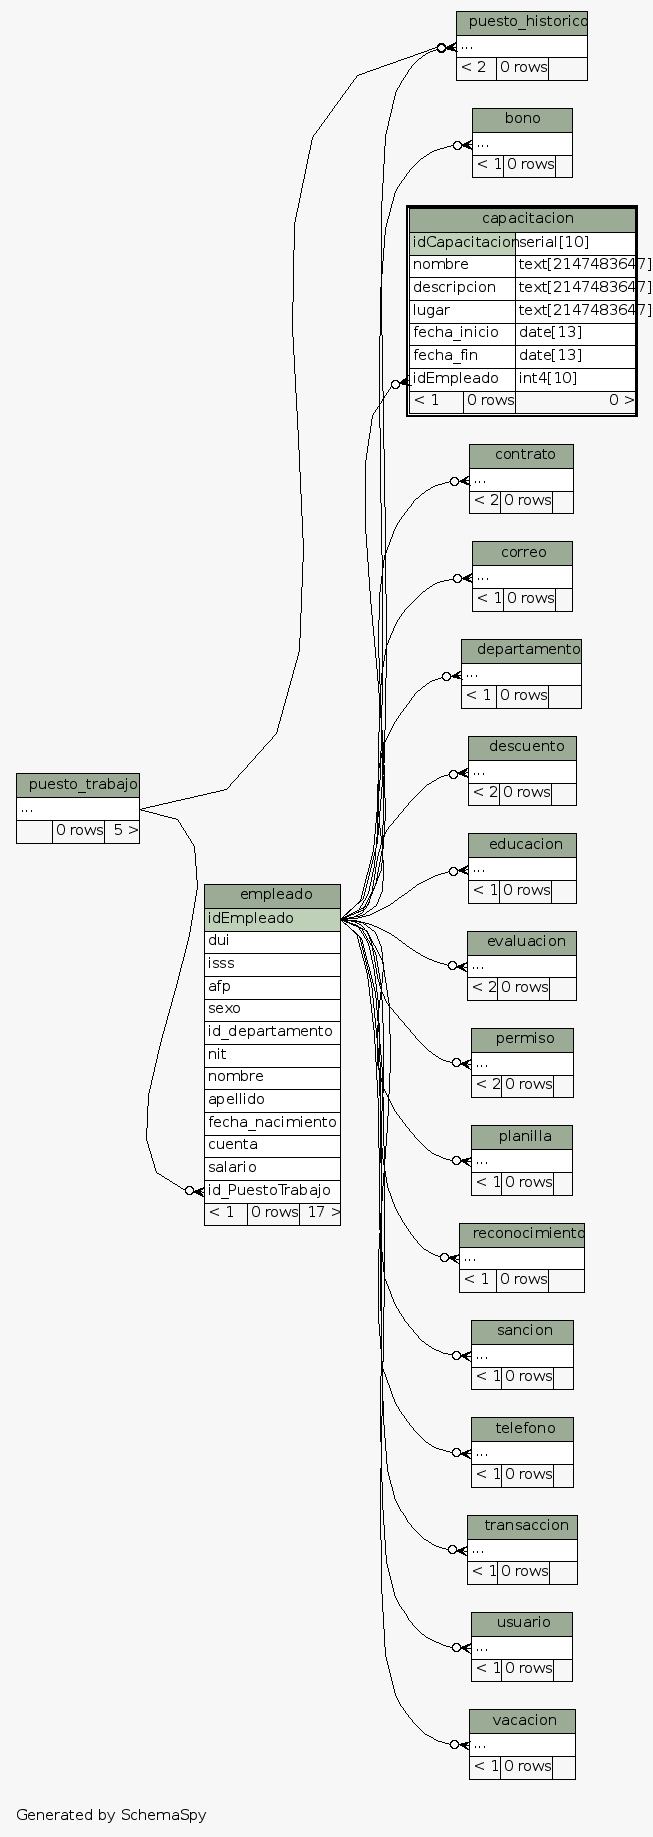 puesto_historico
...
< 2 0 rows
bono
...
< 1 0 rows
capacitacion
idCapacitacion serial[10]
nombre text[2147483647]
descripcion text[2147483647]
lugar text[2147483647]
fecha_inicio date[13]
fecha_fin date[13]
idEmpleado int4[10]
< 1 0 rows 0 >
contrato
...
< 2 0 rows
correo
...
< 1 0 rows
departamento
...
< 1 0 rows
descuento
...
< 2 0 rows
puesto_trabajo
...
0 rows 5 >
educacion
...
< 1 0 rows
empleado
idEmpleado
dui
isss
afp
sexo
id_departamento
nit
nombre
apellido
fecha_nacimiento
cuenta
salario
id_PuestoTrabajo
< 1 0 rows 17 >
evaluacion
...
< 2 0 rows
permiso
...
< 2 0 rows
planilla
...
< 1 0 rows
reconocimiento
...
< 1 0 rows
sancion
...
< 1 0 rows
telefono
...
< 1 0 rows
transaccion
...
< 1 0 rows
usuario
...
< 1 0 rows
vacacion
...
< 1 0 rows
Generated by SchemaSpy